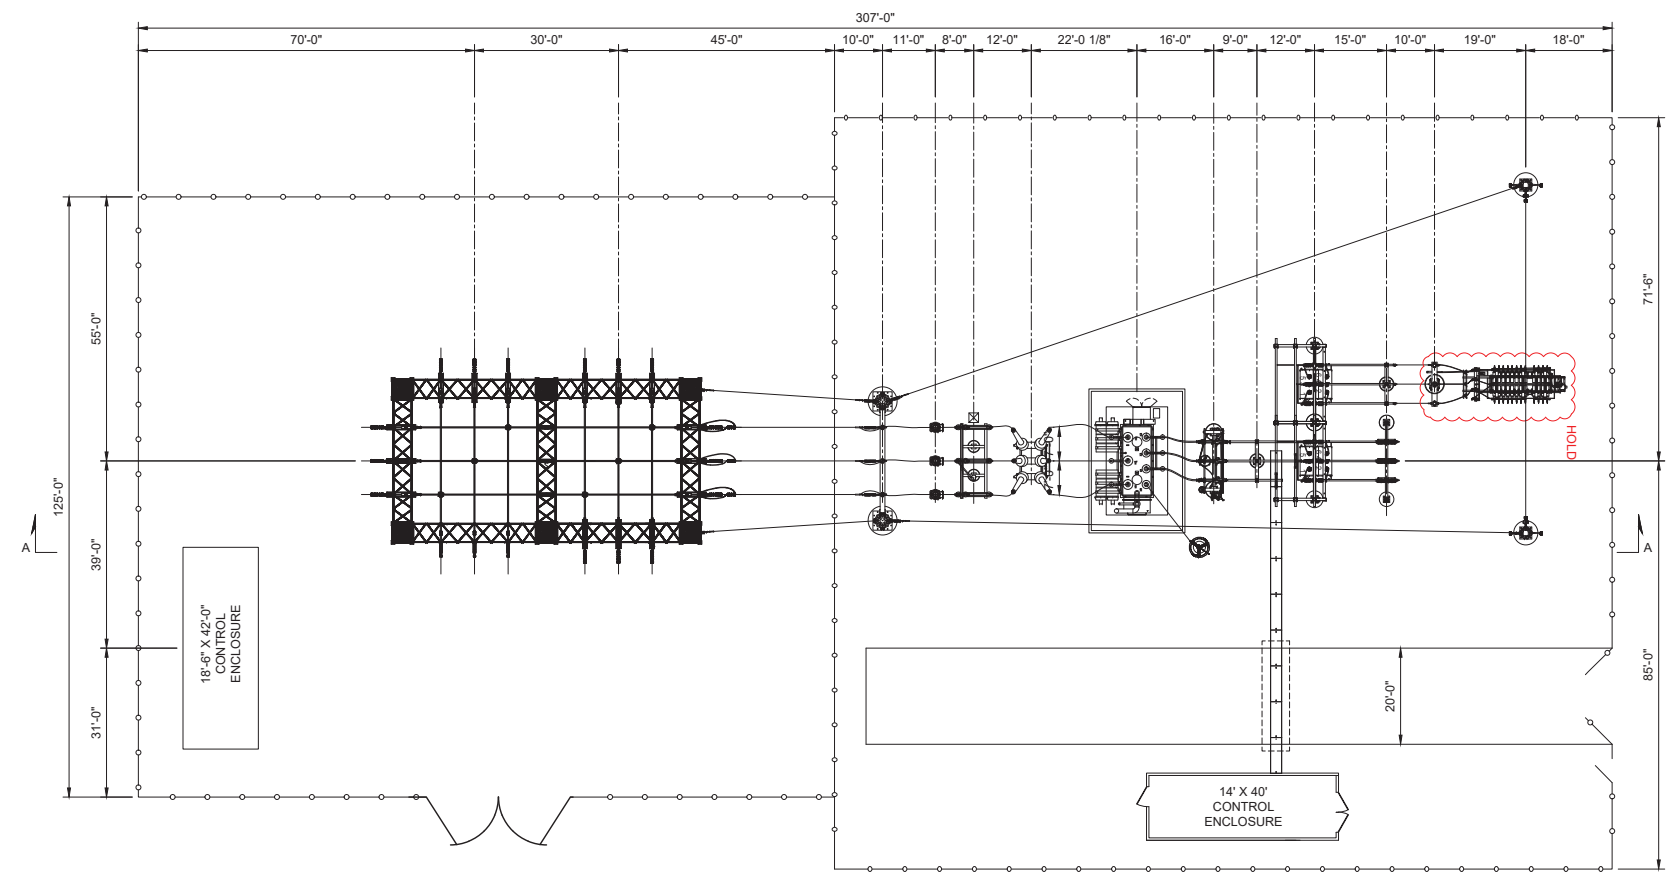 307'-0"
70'-0"
30'-0"
45'-0"
10'-0"
11'-0"
8'-0"
12'-0"
22'-0 1/8"
16'-0"
9'-0"
12'-0"
15'-0"
10'-0"
19'-0"
18'-0"
125'-0"
55'-0"
39'-0"
31'-0"
71'-6"
85'-0"
20'-0"
HOLD
A
A
18'-6" X 42'-0"
CONTROL
ENCLOSURE
14' X 40'
CONTROL
ENCLOSURE